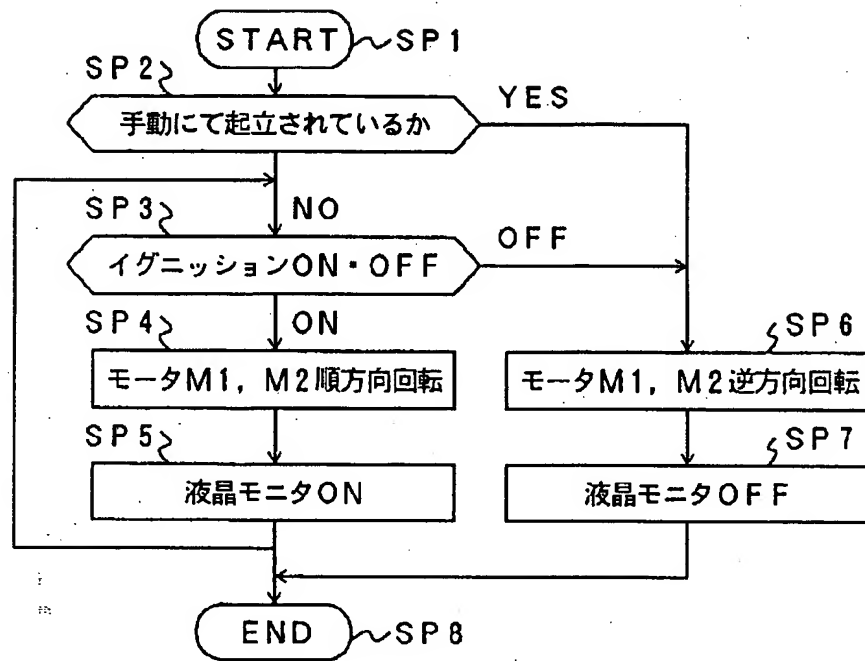 START
SP1
SP2
YES
手動にて起立されているか
NO
SP3
OFF
イグニッションON・OFF
SP4
ON
SP6
モータM1,M2順方向回転
モータM1,M2逆方向回転
SP5
SP7
液晶モニタON
液晶モニタOFF
END
SP8